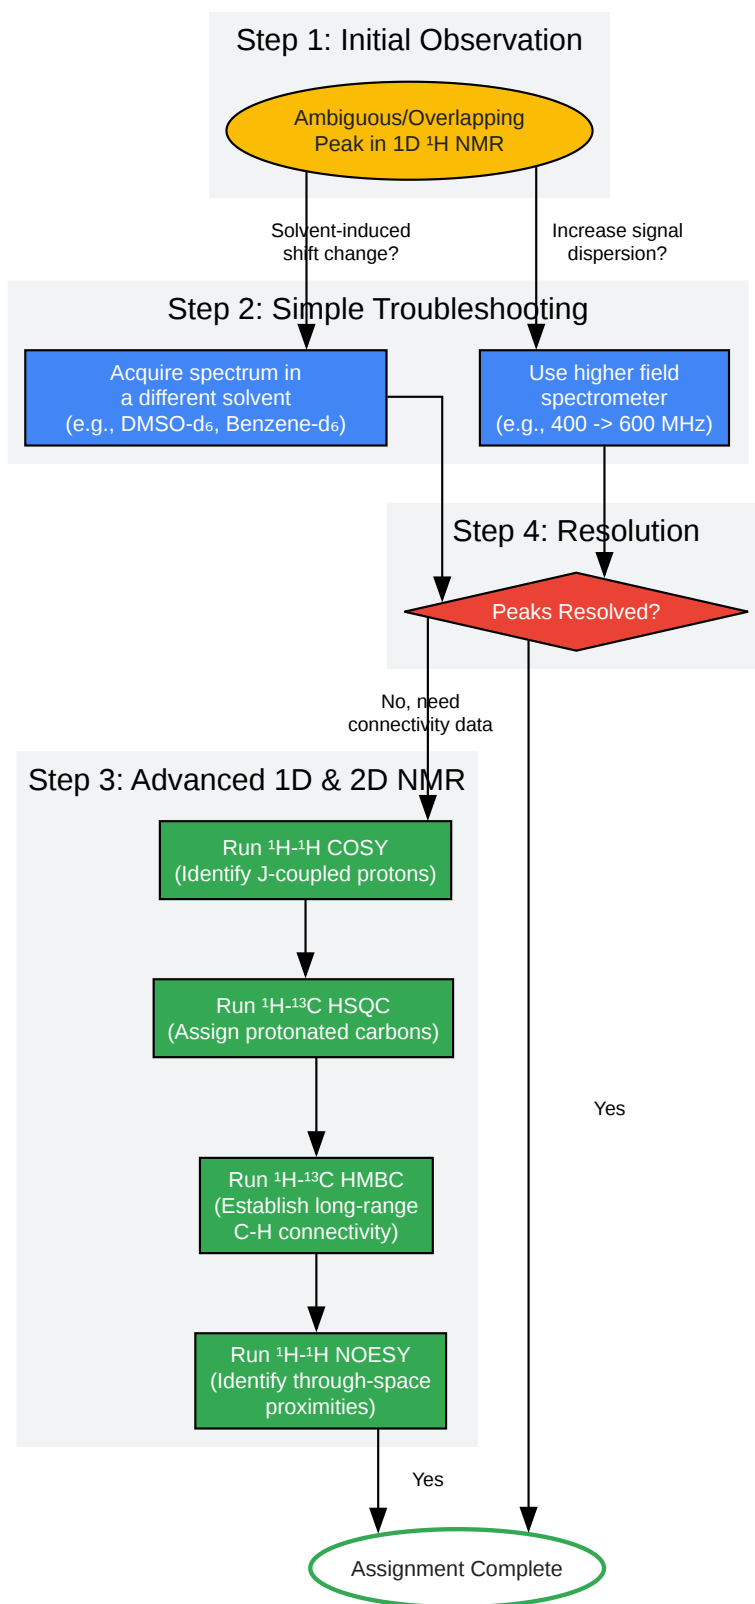 Step 1: Initial Observation
Ambiguous/Overlapping
Peak in 1D ¹H NMR
Solvent-induced
shift change?
Increase signal
dispersion?
Step 2: Simple Troubleshooting
Acquire spectrum in
a different solvent
(e.g., DMSO-d₆, Benzene-d₆)
Use higher field
spectrometer
(e.g., 400 -> 600 MHz)
Step 4: Resolution
Peaks Resolved?
No, need
connectivity data
Step 3: Advanced 1D & 2D NMR
Run ¹H-¹H COSY
(Identify J-coupled protons)
Run ¹H-¹³C HSQC
(Assign protonated carbons)
Yes
Run ¹H-¹³C HMBC
(Establish long-range
C-H connectivity)
Run ¹H-¹H NOESY
(Identify through-space
proximities)
Yes
Assignment Complete